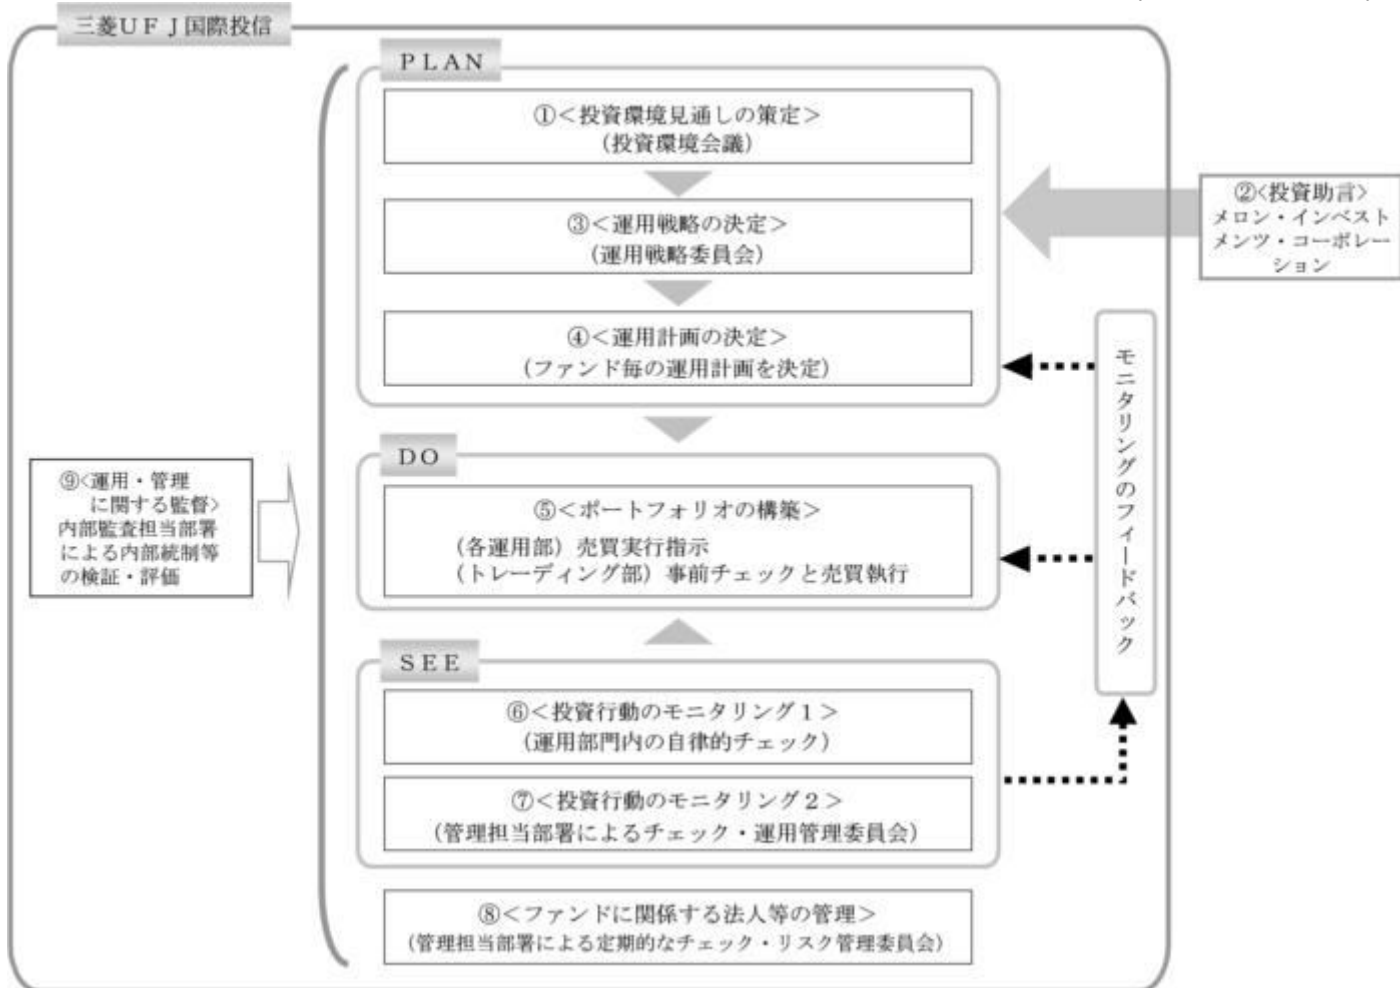 三菱ＵＦＪ国際投信
ＰＬＡＮ
①＜投資環境見通しの策定＞
（投資環境会議）
②＜投資助言＞
メロン・インベスト
メンツ・コーポレー
ション
③＜運用戦略の決定＞
（運用戦略委員会）
④＜運用計画の決定＞
（ファンド毎の運用計画を決定）
モニタリングのフィードバック
ＤＯ
⑤＜ポートフォリオの構築＞
（各運用部）売買実行指示
（トレーディング部）事前チェックと売買執行
⑨＜運用・管理
に関する監督＞
内部監査担当部署
による内部統制等
の検証・評価
ＳＥＥ
⑥＜投資行動のモニタリング１＞
（運用部門内の自律的チェック）
⑦＜投資行動のモニタリング２＞
（管理担当部署によるチェック・運用管理委員会）
⑧＜ファンドに関係する法人等の管理＞
（管理担当部署による定期的なチェック・リスク管理委員会）